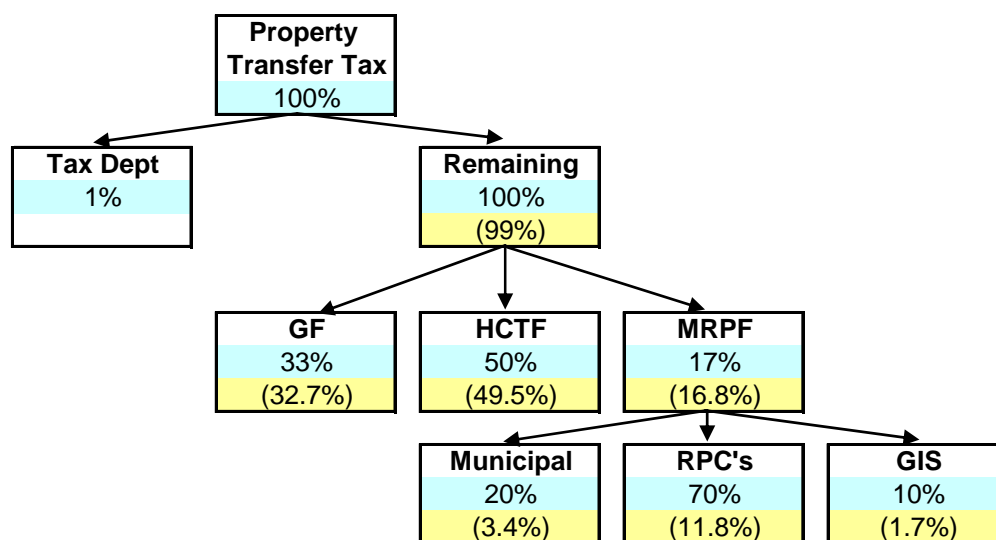 Property
Transfer Tax
100%
Tax Dept
1%
Remaining
100%
(99%)
GF
33%
(32.7%)
HCTF
50%
(49.5%)
MRPF
17%
(16.8%)
Municipal
20%
(3.4%)
RPC's
70%
(11.8%)
GIS
10%
(1.7%)